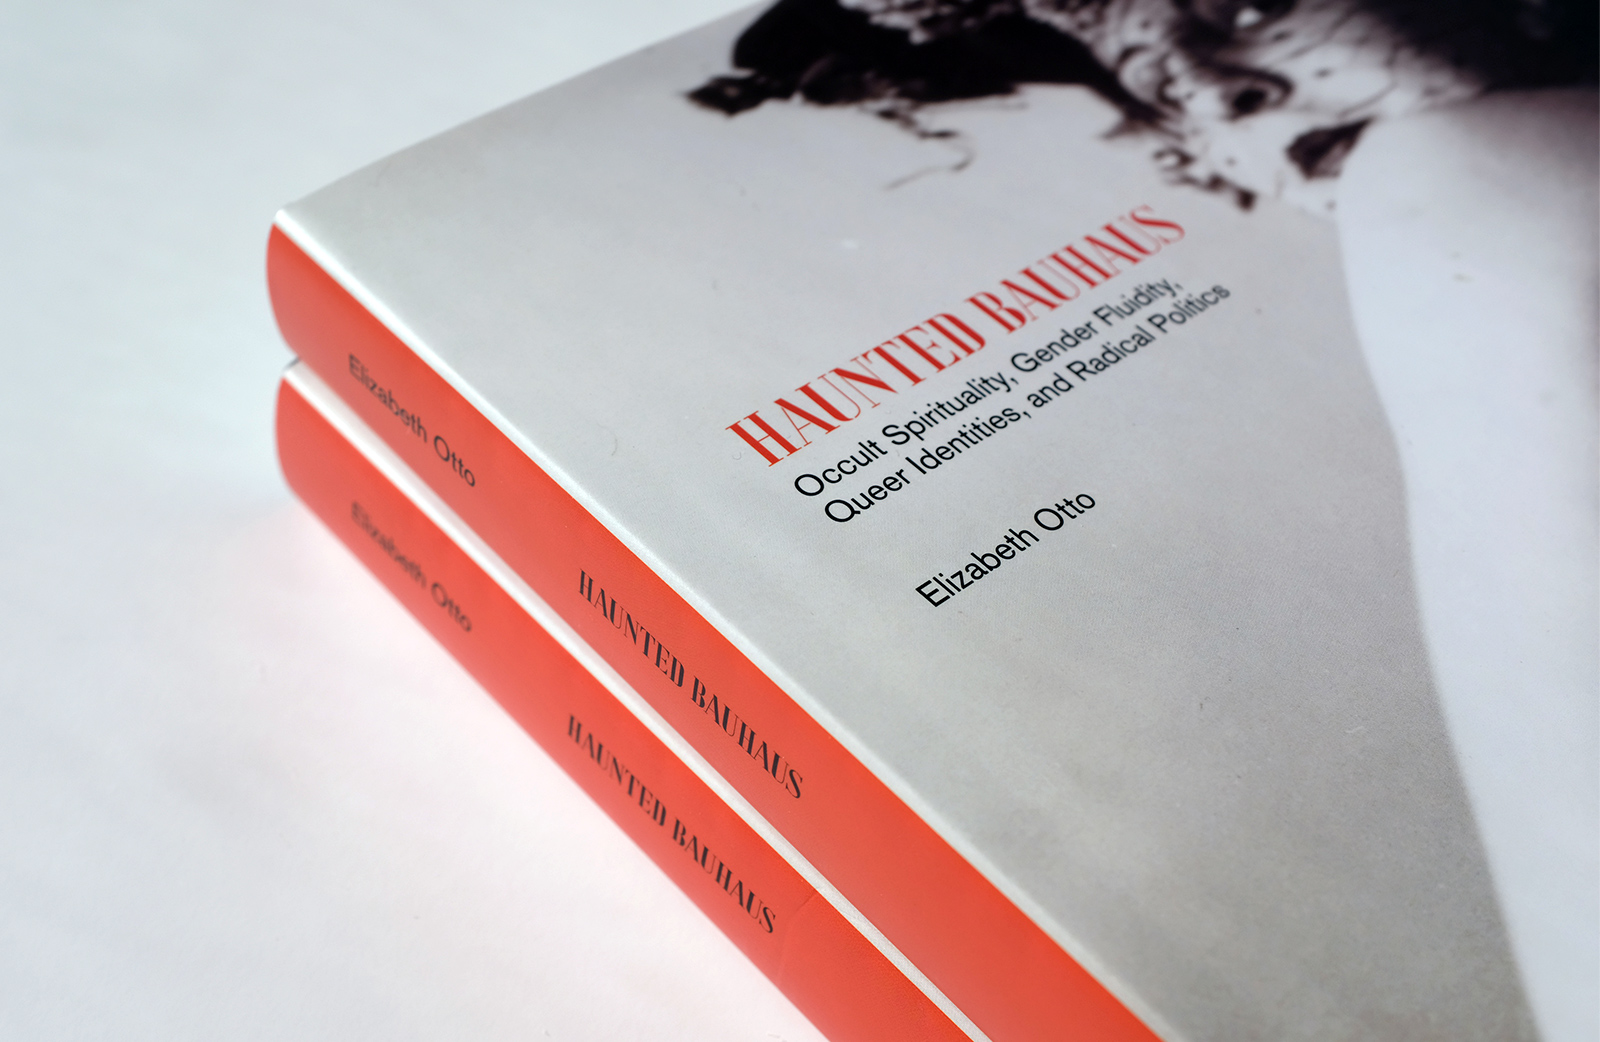 HAUNTED BAUHAUS
Occult Spirituality, Gender Fluidity,
Queer Identities, and Radical Politics
Elizabeth Otto
Elizabeth Otto
HAUNTED BAUHAUS
Elizabeth Otto
HAUNTED BAUHAUS